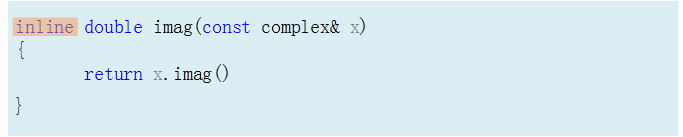 inline double imag(const complex& x)
{
return x.imag()
}